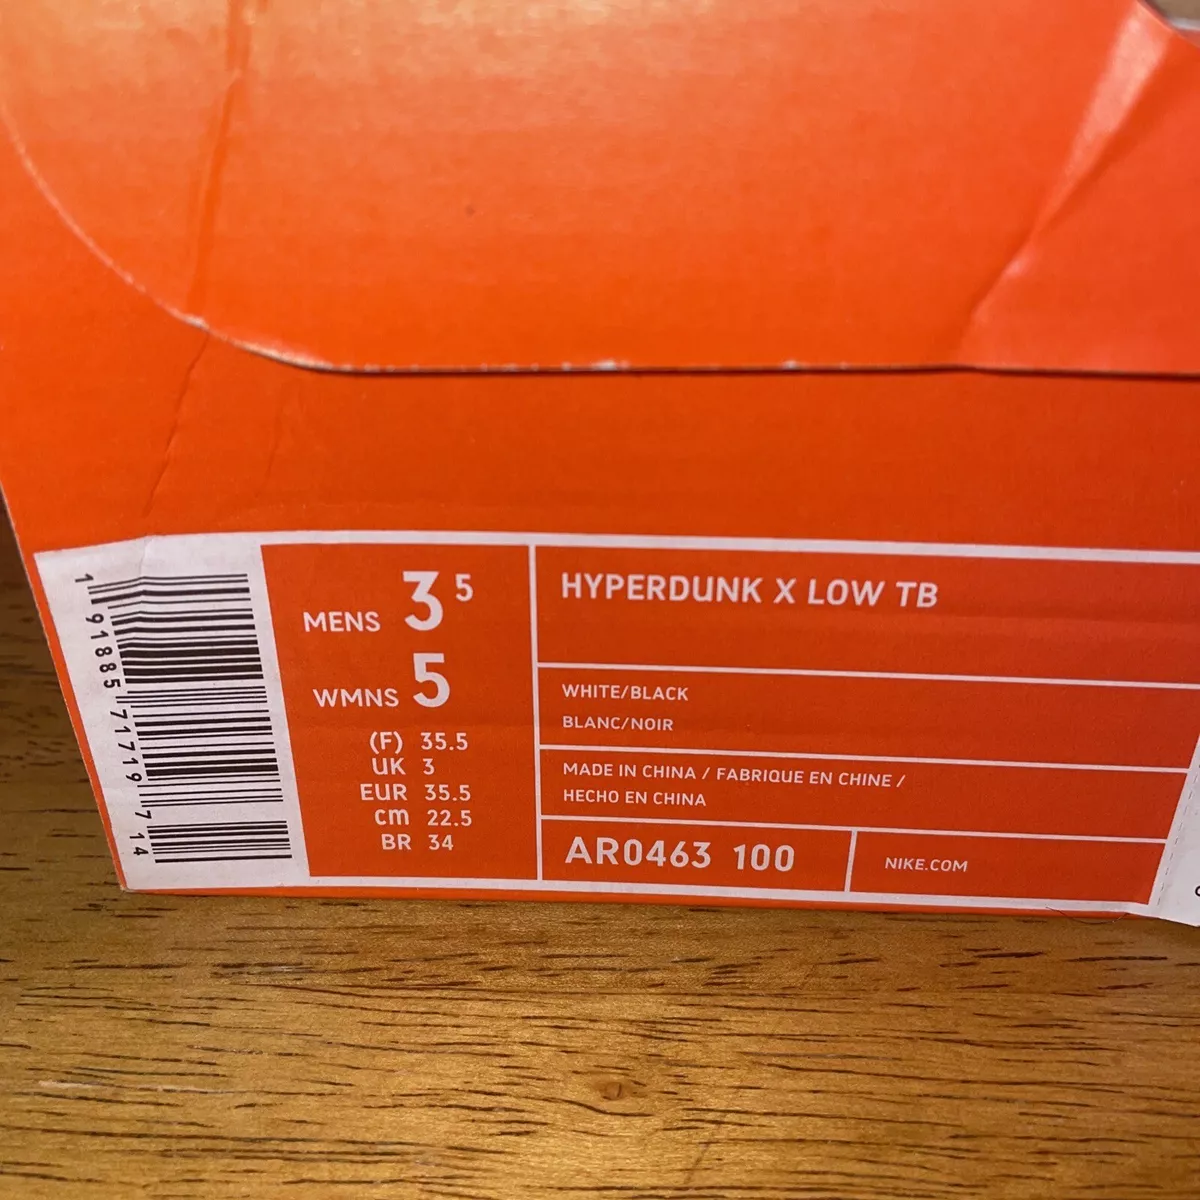 1 91885 71719 714
MENS 3 5
WMNS 5
(F) 35.5
UK 3
EUR 35.5
cm 22.5
BR 34
HYPERDUNK X LOW TB
WHITE/BLACK
BLANC/NOIR
MADE IN CHINA / FABRIQUE EN CHINE /
HECHO EN CHINA
AR0463 100
NIKE.COM